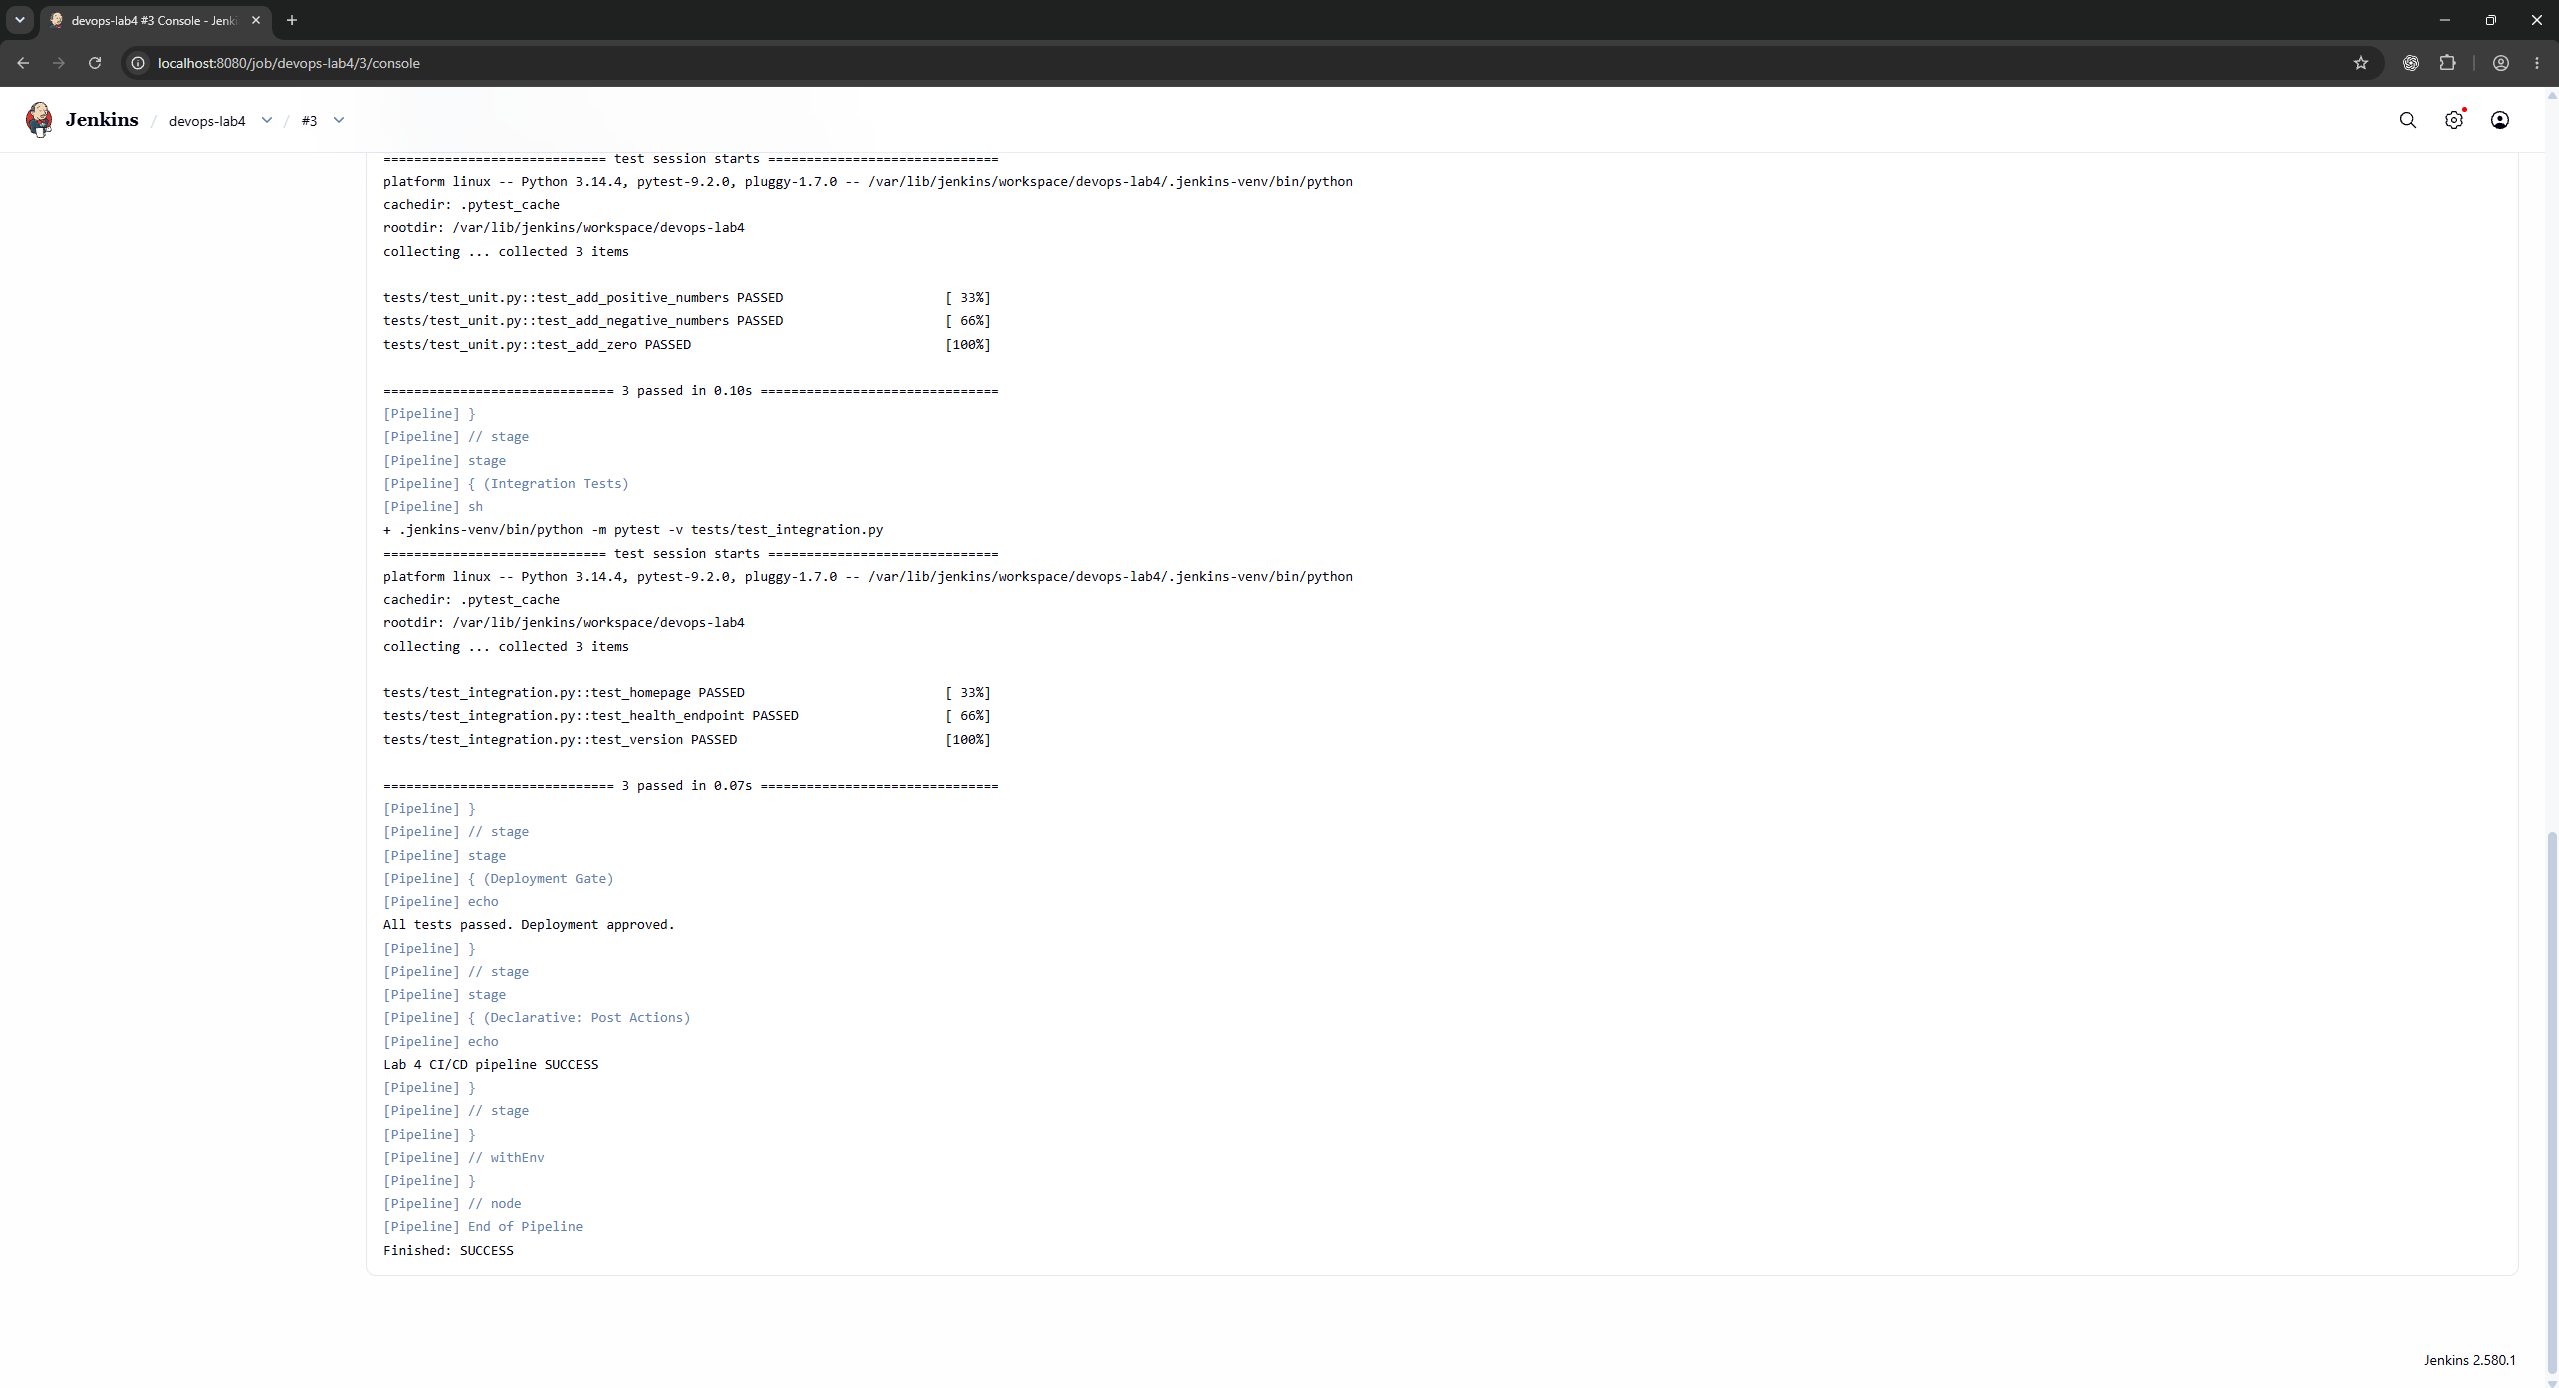 devops-lab4 #3 Console - Jenki
localhost:8080/job/devops-lab4/3/console
Jenkins / devops-lab4 / #3
============================= test session starts ==============================
platform linux -- Python 3.14.4, pytest-9.2.0, pluggy-1.7.0 -- /var/lib/jenkins/workspace/devops-lab4/.jenkins-venv/bin/python
cachedir: .pytest_cache
rootdir: /var/lib/jenkins/workspace/devops-lab4
collecting ... collected 3 items
tests/test_unit.py::test_add_positive_numbers PASSED [ 33%]
tests/test_unit.py::test_add_negative_numbers PASSED [ 66%]
tests/test_unit.py::test_add_zero PASSED [100%]
============================== 3 passed in 0.10s ===============================
[Pipeline] }
[Pipeline] // stage
[Pipeline] stage
[Pipeline] { (Integration Tests)
[Pipeline] sh
+ .jenkins-venv/bin/python -m pytest -v tests/test_integration.py
============================= test session starts ==============================
platform linux -- Python 3.14.4, pytest-9.2.0, pluggy-1.7.0 -- /var/lib/jenkins/workspace/devops-lab4/.jenkins-venv/bin/python
cachedir: .pytest_cache
rootdir: /var/lib/jenkins/workspace/devops-lab4
collecting ... collected 3 items
tests/test_integration.py::test_homepage PASSED [ 33%]
tests/test_integration.py::test_health_endpoint PASSED [ 66%]
tests/test_integration.py::test_version PASSED [100%]
============================== 3 passed in 0.07s ===============================
[Pipeline] }
[Pipeline] // stage
[Pipeline] stage
[Pipeline] { (Deployment Gate)
[Pipeline] echo
All tests passed. Deployment approved.
[Pipeline] }
[Pipeline] // stage
[Pipeline] stage
[Pipeline] { (Declarative: Post Actions)
[Pipeline] echo
Lab 4 CI/CD pipeline SUCCESS
[Pipeline] }
[Pipeline] // stage
[Pipeline] }
[Pipeline] // withEnv
[Pipeline] }
[Pipeline] // node
[Pipeline] End of Pipeline
Finished: SUCCESS
Jenkins 2.580.1